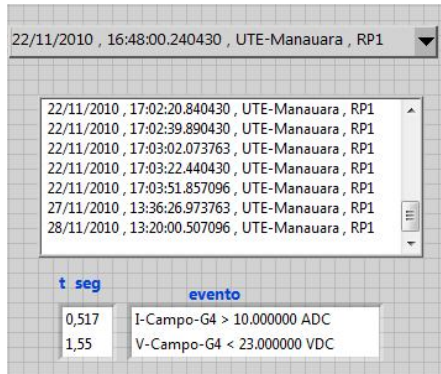 22/11/2010 , 16:48:00.240430 , UTE-Manauara , RP1
22/11/2010 , 17:02:20.840430 , UTE-Manauara , RP1
22/11/2010 , 17:02:39.890430 , UTE-Manauara , RP1
22/11/2010 , 17:03:02.073763 , UTE-Manauara , RP1
22/11/2010 , 17:03:22.440430 , UTE-Manauara , RP1
22/11/2010 , 17:03:51.857096 , UTE-Manauara , RP1
27/11/2010 , 13:36:26.973763 , UTE-Manauara , RP1
28/11/2010 , 13:20:00.507096 , UTE-Manauara , RP1
t seg evento
0,517 I-Campo-G4 > 10.000000 ADC
1,55 V-Campo-G4 < 23.000000 VDC